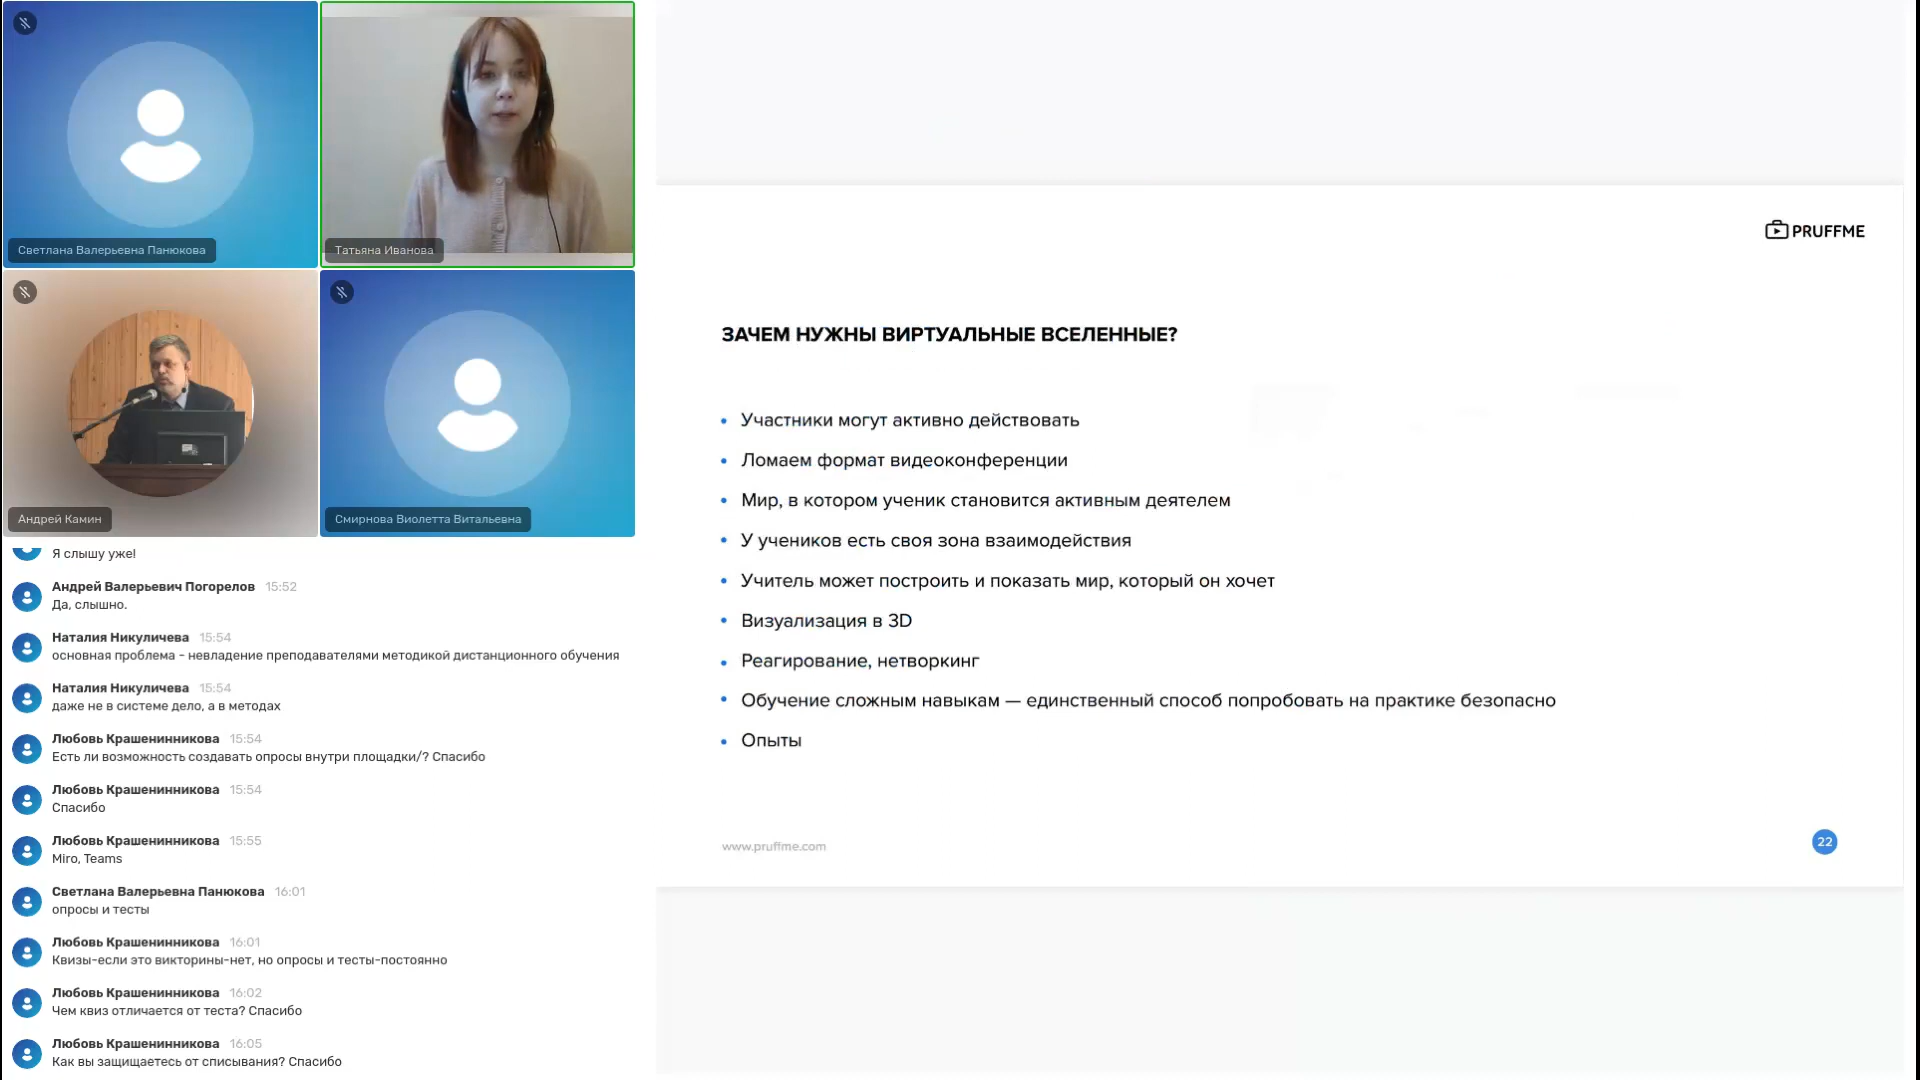 Светлана Валерьевна Панюкова
Татьяна Иванова
Андрей Камин
Смирнова Виолетта Витальевна
Я слышу уже!
Андрей Валерьевич Погорелов 15:52
Да, слышно.
Наталия Никуличева 15:54
основная проблема - невладение преподавателями методикой дистанционного обучения
Наталия Никуличева 15:54
даже не в системе дело, а в методах
Любовь Крашенинникова 15:54
Есть ли возможность создавать опросы внутри площадки/? Спасибо
Любовь Крашенинникова 15:54
Спасибо
Любовь Крашенинникова 15:55
Miro, Teams
Светлана Валерьевна Панюкова 16:01
опросы и тесты
Любовь Крашенинникова 16:01
Квизы-если это викторины-нет, но опросы и тесты-постоянно
Любовь Крашенинникова 16:02
Чем квиз отличается от теста? Спасибо
Любовь Крашенинникова 16:05
Как вы защищаетесь от списывания? Спасибо
PRUFFME
ЗАЧЕМ НУЖНЫ ВИРТУАЛЬНЫЕ ВСЕЛЕННЫЕ?
• Участники могут активно действовать
• Ломаем формат видеоконференции
• Мир, в котором ученик становится активным деятелем
• У учеников есть своя зона взаимодействия
• Учитель может построить и показать мир, который он хочет
• Визуализация в 3D
• Реагирование, нетворкинг
• Обучение сложным навыкам — единственный способ попробовать на практике безопасно
• Опыты
www.pruffme.com
22